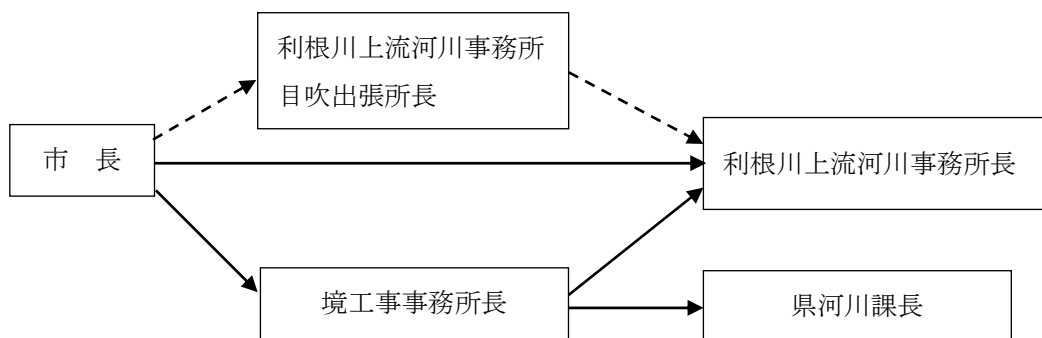 利根川上流河川事務所
目吹出張所長
市　長
利根川上流河川事務所長
境工事事務所長
県河川課長